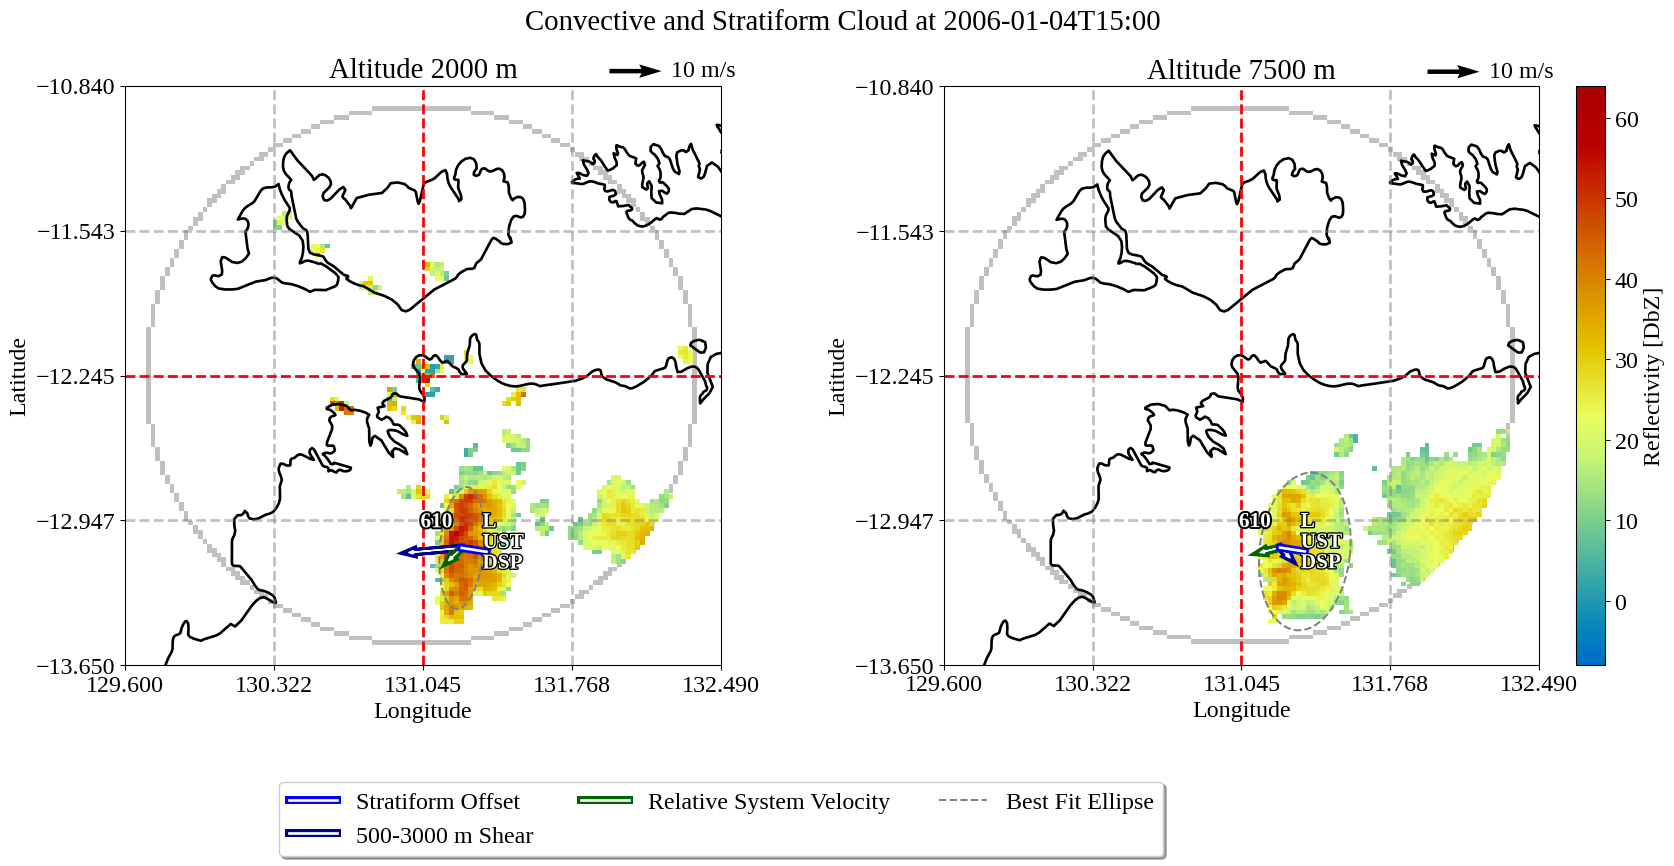 Convective and Stratiform Cloud at 2006-01-04T15:00
Altitude 2000 m
10 m/s
−10.840
−11.543
−12.245
−12.947
−13.650
Latitude
129.600
130.322
131.045
131.768
132.490
Longitude
610
L
UST
DSP
Altitude 7500 m
10 m/s
−10.840
−11.543
−12.245
−12.947
−13.650
Latitude
129.600
130.322
131.045
131.768
132.490
Longitude
610
L
UST
DSP
60
50
40
30
20
10
0
Reflectivity [DbZ]
Stratiform Offset
500-3000 m Shear
Relative System Velocity
Best Fit Ellipse